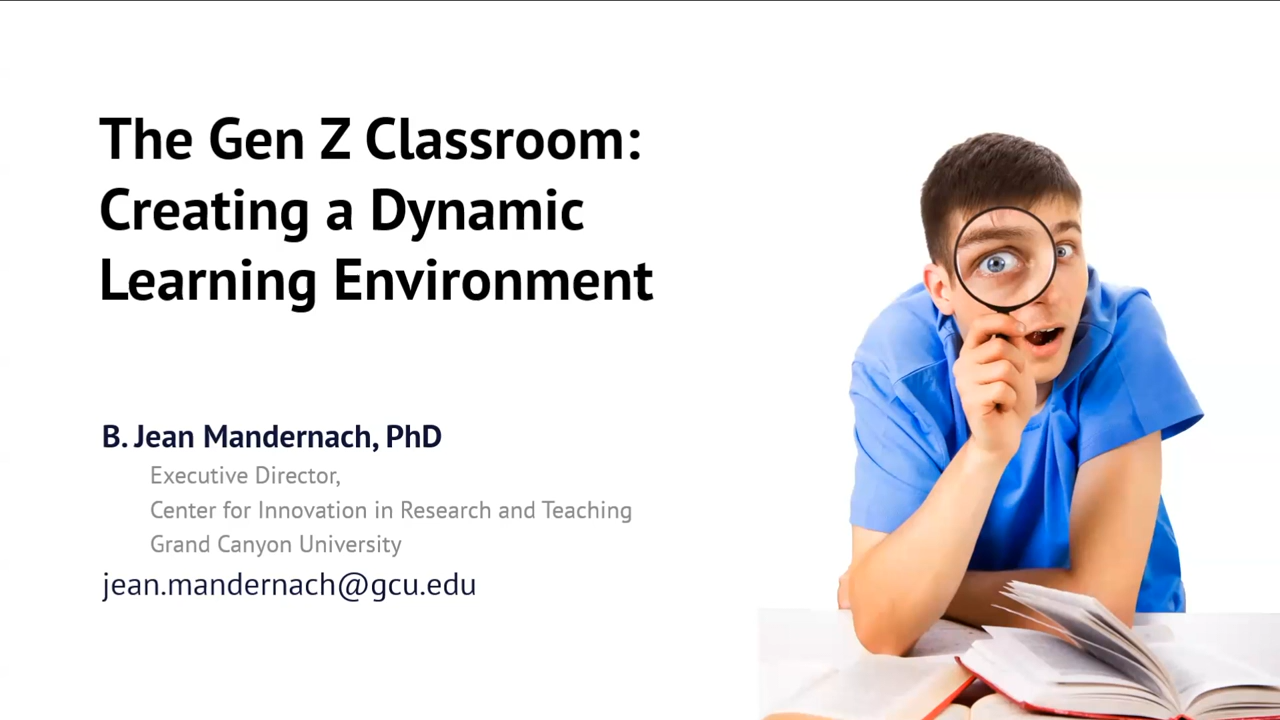 The Gen Z Classroom:
Creating a Dynamic
Learning Environment
B. Jean Mandernach, PhD
Executive Director,
Center for Innovation in Research and Teaching
Grand Canyon University
jean.mandernach@gcu.edu